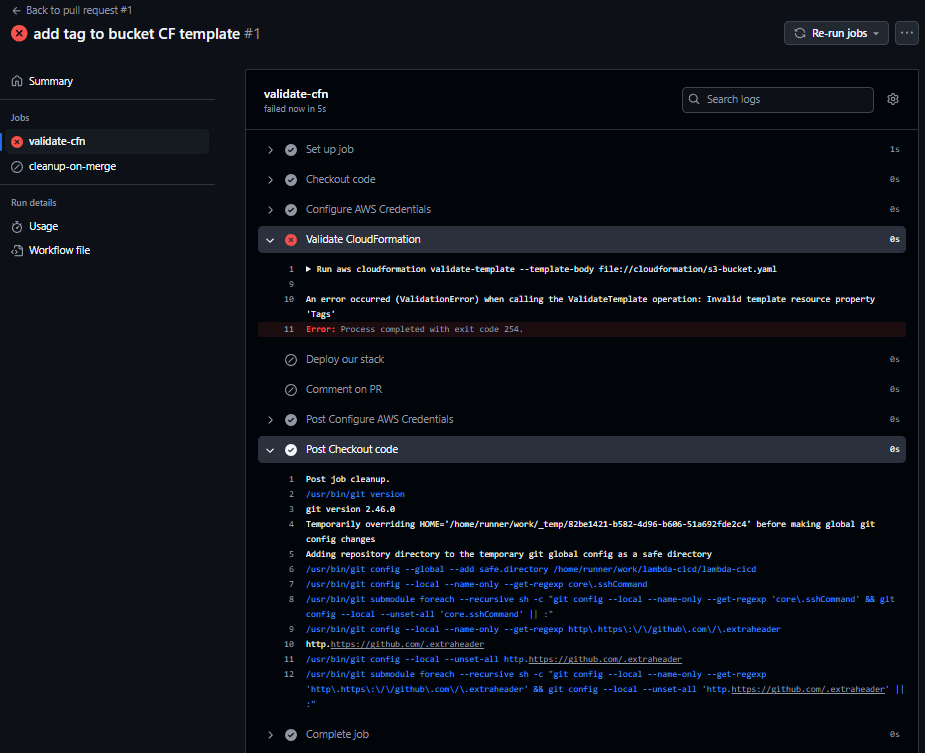 ← Back to pull request #1
add tag to bucket CF template #1
Re-run jobs
Summary
Jobs
validate-cfn
cleanup-on-merge
Run details
Usage
Workflow file
validate-cfn
failed now in 5s
Search logs
Set up job 1s
Checkout code 0s
Configure AWS Credentials 0s
Validate CloudFormation 0s
1 ▶ Run aws cloudformation validate-template --template-body file://cloudformation/s3-bucket.yaml
9
10 An error occurred (ValidationError) when calling the ValidateTemplate operation: Invalid template resource property
'Tags'
11 Error: Process completed with exit code 254.
Deploy our stack 0s
Comment on PR 0s
Post Configure AWS Credentials 0s
Post Checkout code 0s
1 Post job cleanup.
2 /usr/bin/git version
3 git version 2.46.0
4 Temporarily overriding HOME='/home/runner/work/_temp/82be1421-b582-4d96-b606-51a692fde2c4' before making global git
config changes
5 Adding repository directory to the temporary git global config as a safe directory
6 /usr/bin/git config --global --add safe.directory /home/runner/work/lambda-cicd/lambda-cicd
7 /usr/bin/git config --local --name-only --get-regexp core\.sshCommand
8 /usr/bin/git submodule foreach --recursive sh -c "git config --local --name-only --get-regexp 'core\.sshCommand' && git
config --local --unset-all 'core.sshCommand' || :"
9 /usr/bin/git config --local --name-only --get-regexp http\.https\:\/\/github\.com\/\.extraheader
10 http.https://github.com/.extraheader
11 /usr/bin/git config --local --unset-all http.https://github.com/.extraheader
12 /usr/bin/git submodule foreach --recursive sh -c "git config --local --name-only --get-regexp
'http\.https\:\/\/github\.com\/\.extraheader' && git config --local --unset-all 'http.https://github.com/.extraheader' ||
:"
Complete job 0s